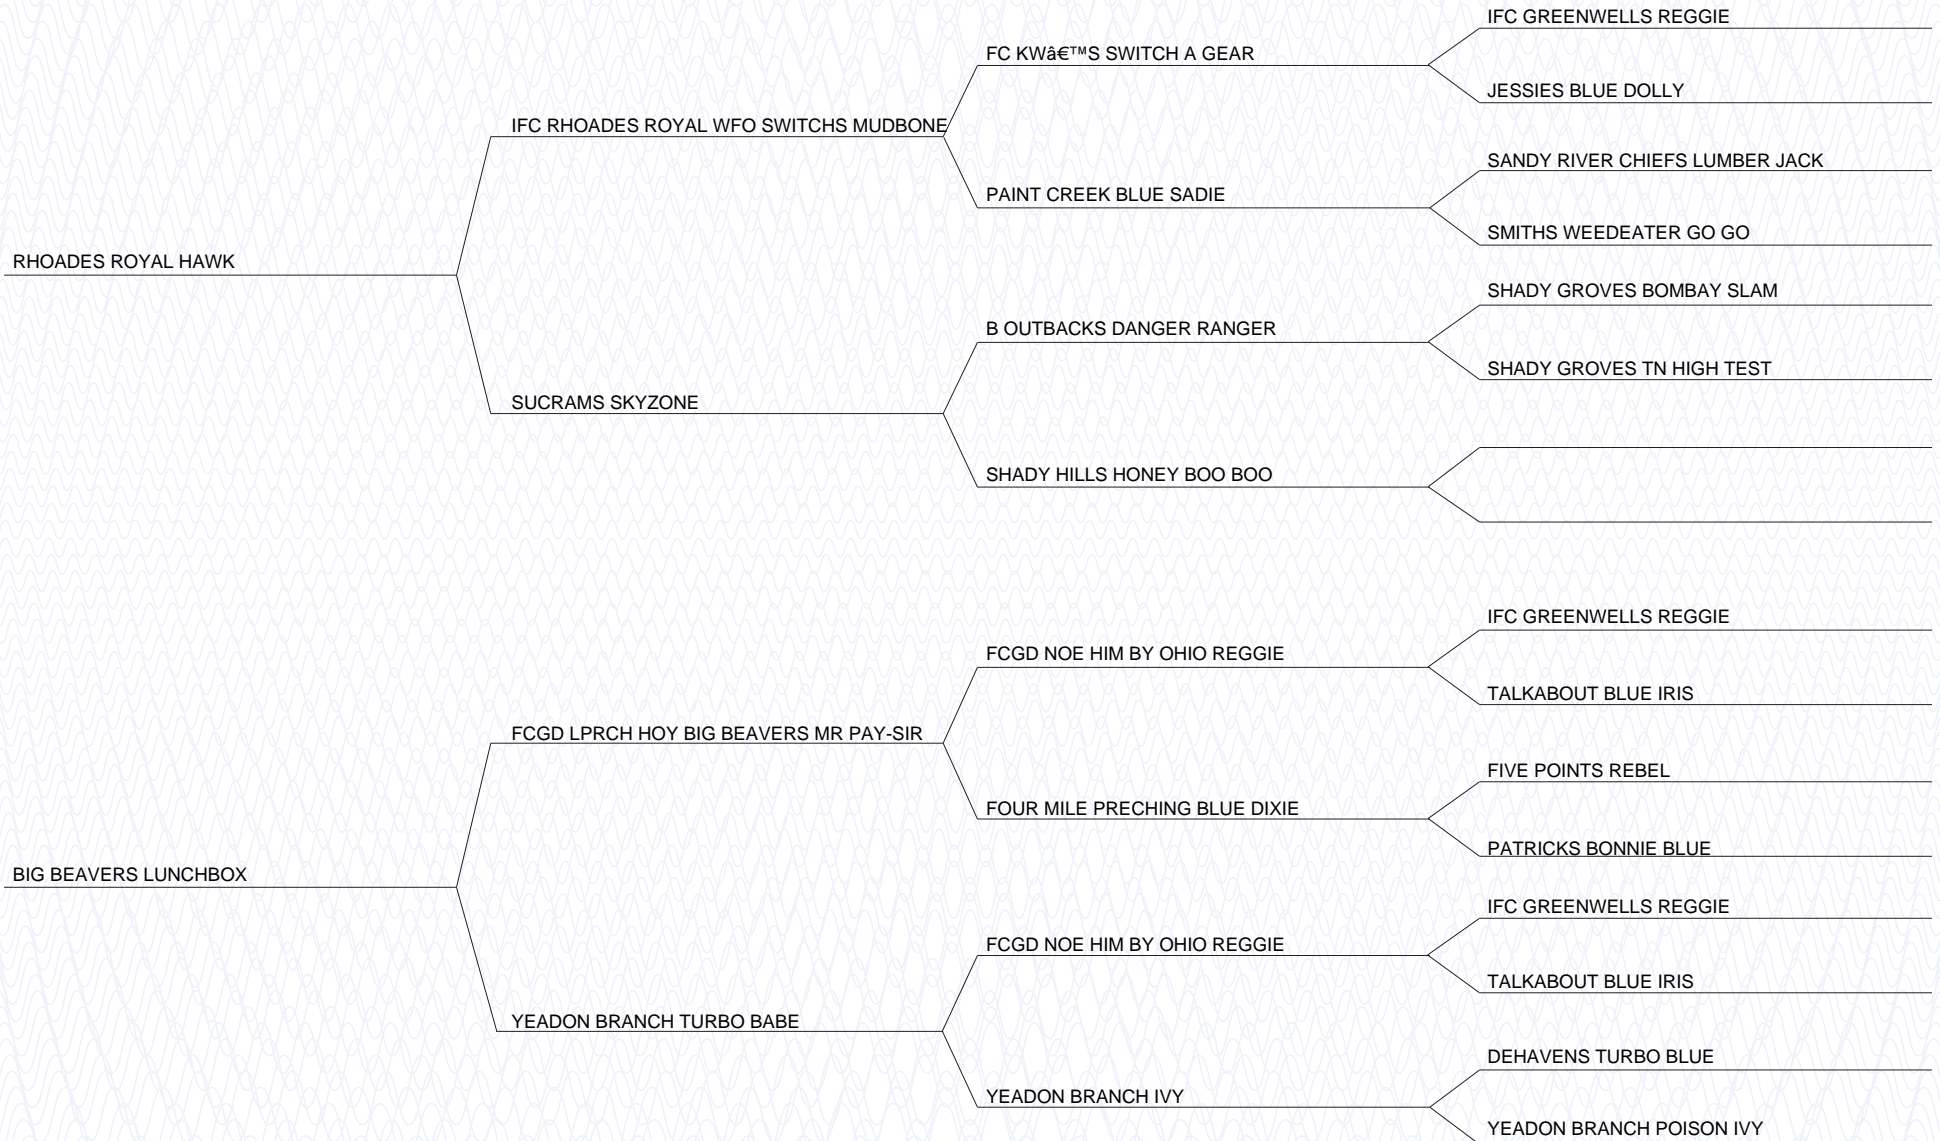 IFC GREENWELLS REGGIE
FC KWâ€™S SWITCH A GEAR
JESSIES BLUE DOLLY
IFC RHOADES ROYAL WFO SWITCHS MUDBONE
SANDY RIVER CHIEFS LUMBER JACK
PAINT CREEK BLUE SADIE
SMITHS WEEDEATER GO GO
RHOADES ROYAL HAWK
SHADY GROVES BOMBAY SLAM
B OUTBACKS DANGER RANGER
SHADY GROVES TN HIGH TEST
SUCRAMS SKYZONE
SHADY HILLS HONEY BOO BOO
IFC GREENWELLS REGGIE
FCGD NOE HIM BY OHIO REGGIE
TALKABOUT BLUE IRIS
FCGD LPRCH HOY BIG BEAVERS MR PAY-SIR
FIVE POINTS REBEL
FOUR MILE PRECHING BLUE DIXIE
PATRICKS BONNIE BLUE
BIG BEAVERS LUNCHBOX
IFC GREENWELLS REGGIE
FCGD NOE HIM BY OHIO REGGIE
TALKABOUT BLUE IRIS
YEADON BRANCH TURBO BABE
DEHAVENS TURBO BLUE
YEADON BRANCH IVY
YEADON BRANCH POISON IVY